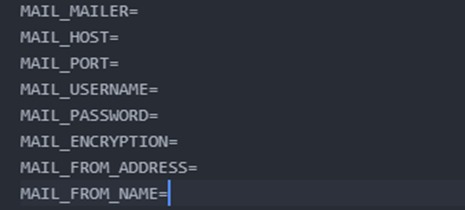 MAIL_MAILER=
MAIL_HOST=
MAIL_PORT=
MAIL_USERNAME=
MAIL_PASSWORD=
MAIL_ENCRYPTION=
MAIL_FROM_ADDRESS=
MAIL_FROM_NAME=